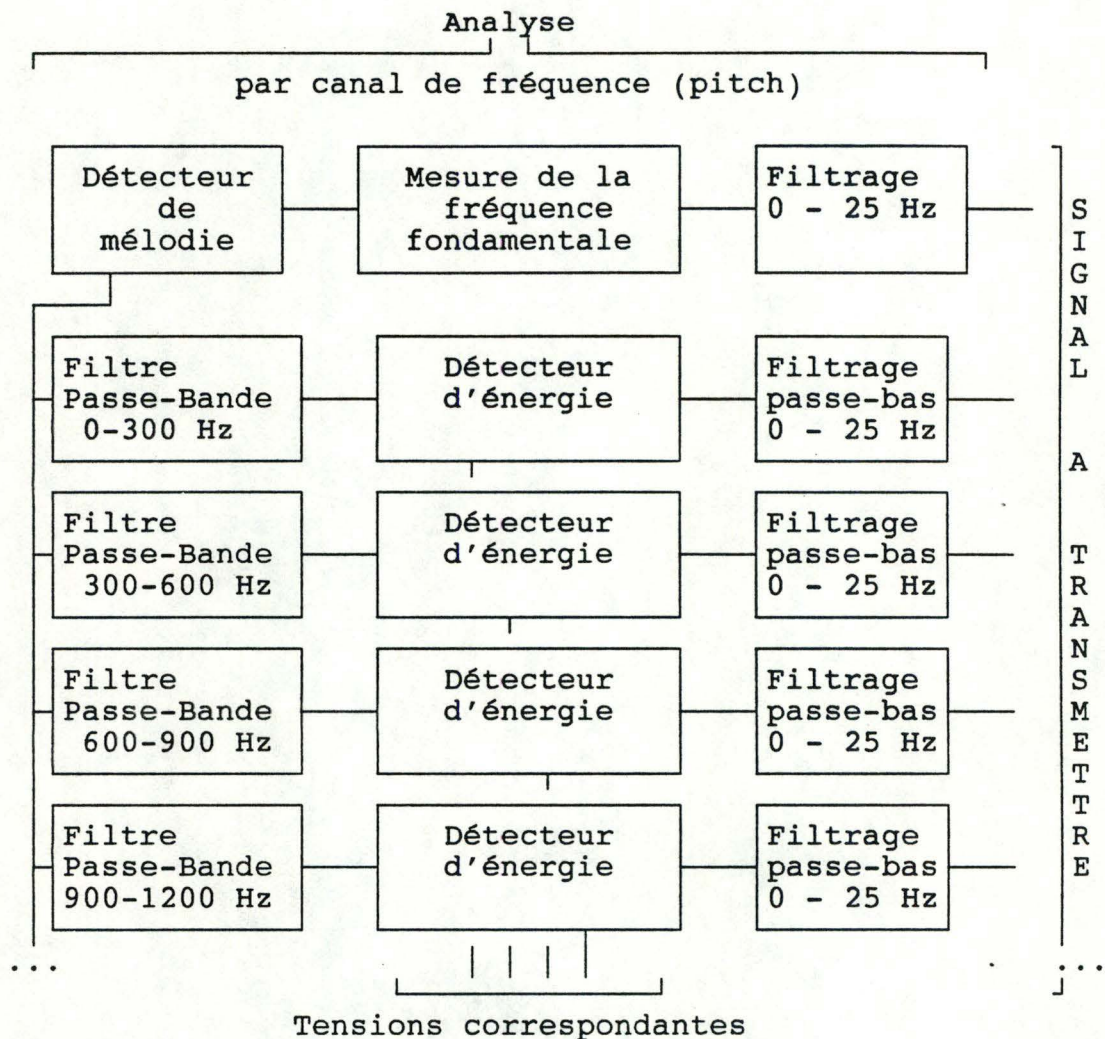 Analyse
par canal de fréquence (pitch)
Détecteur
de
mélodie
Mesure de la
fréquence
fondamentale
Filtrage
0 - 25 Hz
Filtre
Passe-Bande
0-300 Hz
Détecteur
d'énergie
Filtrage
passe-bas
0 - 25 Hz
Filtre
Passe-Bande
300-600 Hz
Détecteur
d'énergie
Filtrage
passe-bas
0 - 25 Hz
Filtre
Passe-Bande
600-900 Hz
Détecteur
d'énergie
Filtrage
passe-bas
0 - 25 Hz
Filtre
Passe-Bande
900-1200 Hz
Détecteur
d'énergie
Filtrage
passe-bas
0 - 25 Hz
SIGNAL A TRANSMETTRE
...
...
Tensions correspondantes